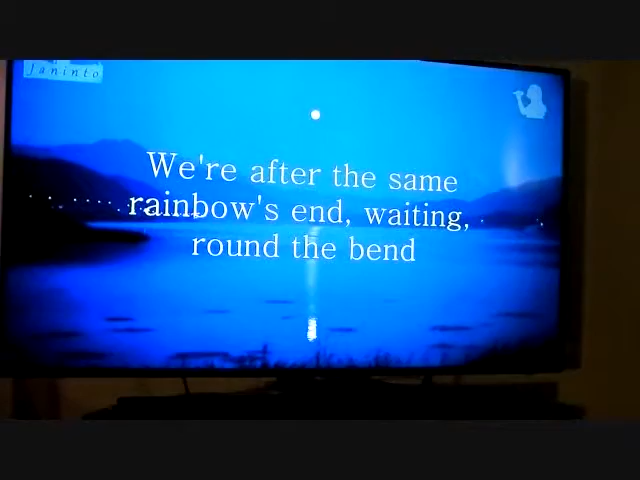 Janinto
We're after the same
rainbow's end, waiting,
round the bend